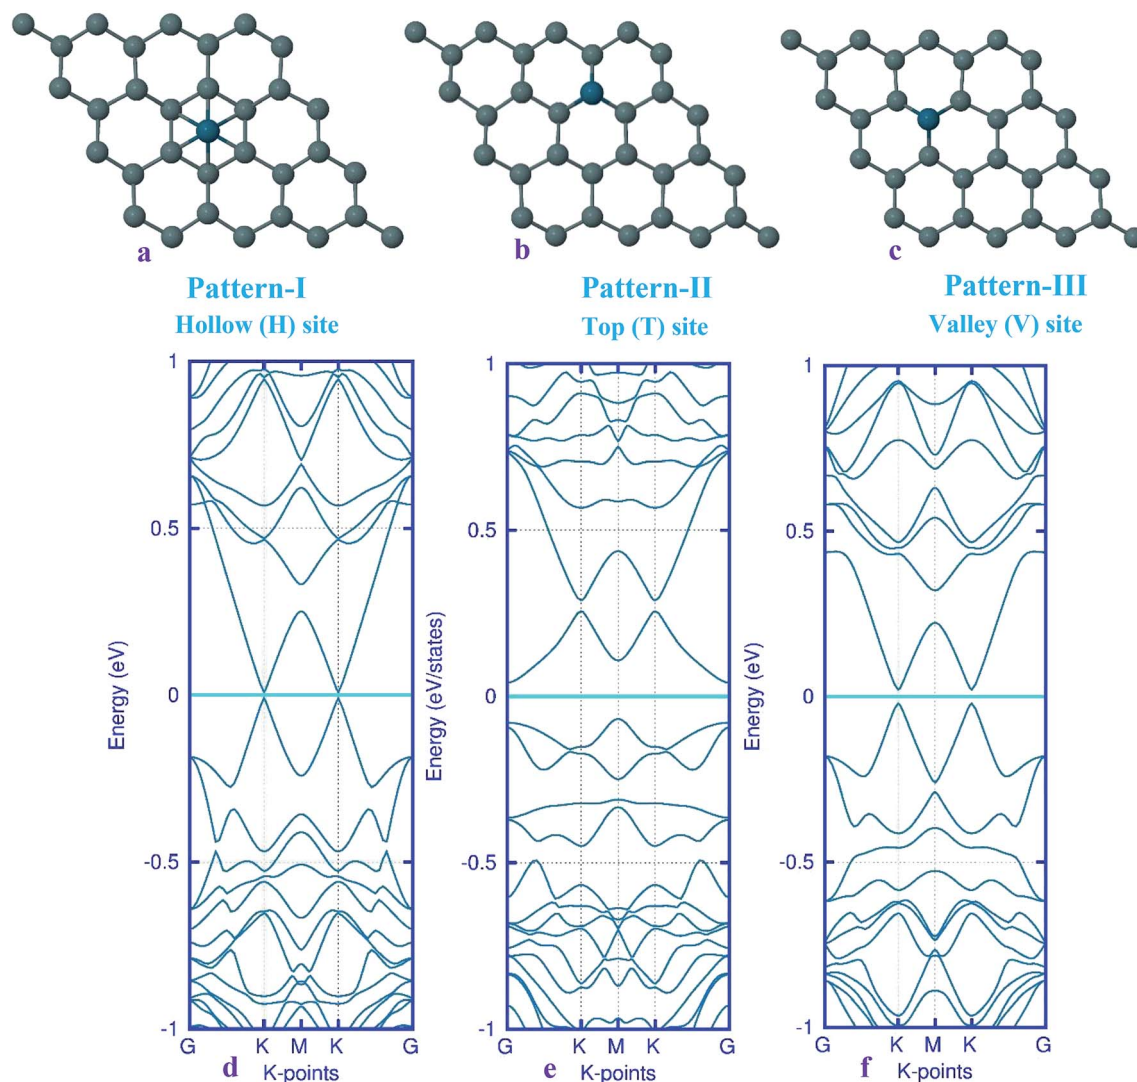 a
b
c
Pattern-I
Hollow (H) site
Pattern-II
Top (T) site
Pattern-III
Valley (V) site
1
0.5
0
-0.5
-1
Energy (eV)
G K M K G
d
K-points
1
0.5
0
-0.5
-1
Energy (eV/states)
G K M K G
e
K-points
1
0.5
0
-0.5
-1
Energy (eV)
G K M K G
f
K-points